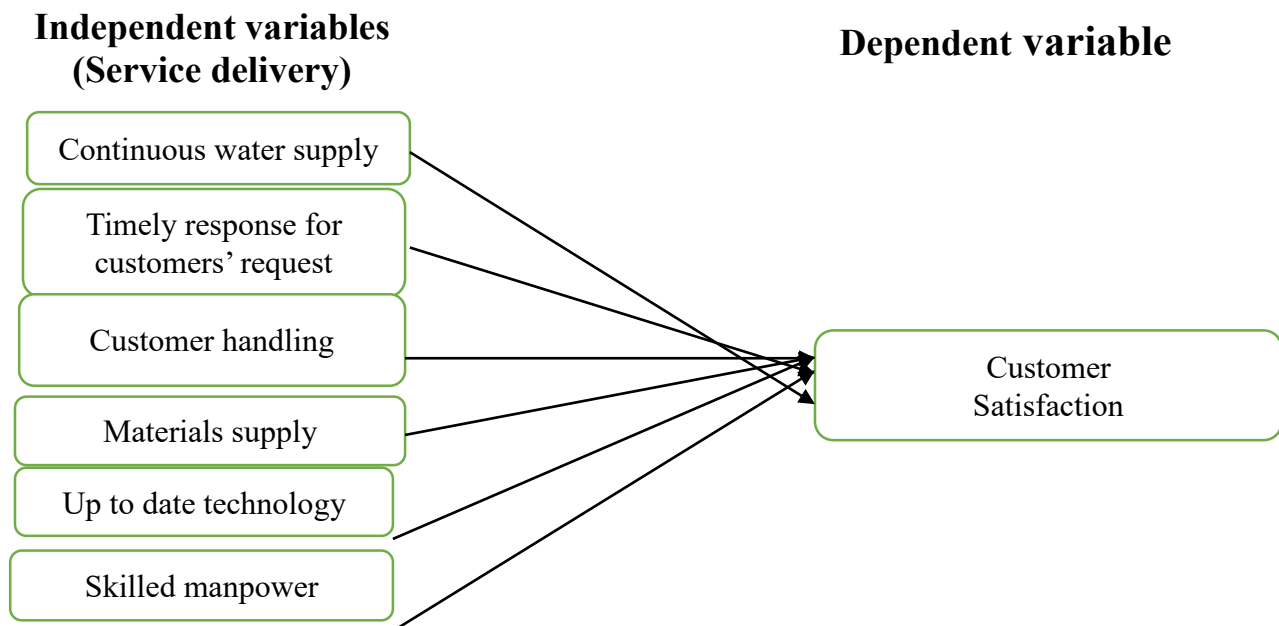 Independent variables
(Service delivery)
Dependent variable
Continuous water supply
Timely response for
customers’ request
Customer handling
Materials supply
Up to date technology
Skilled manpower
Customer
Satisfaction